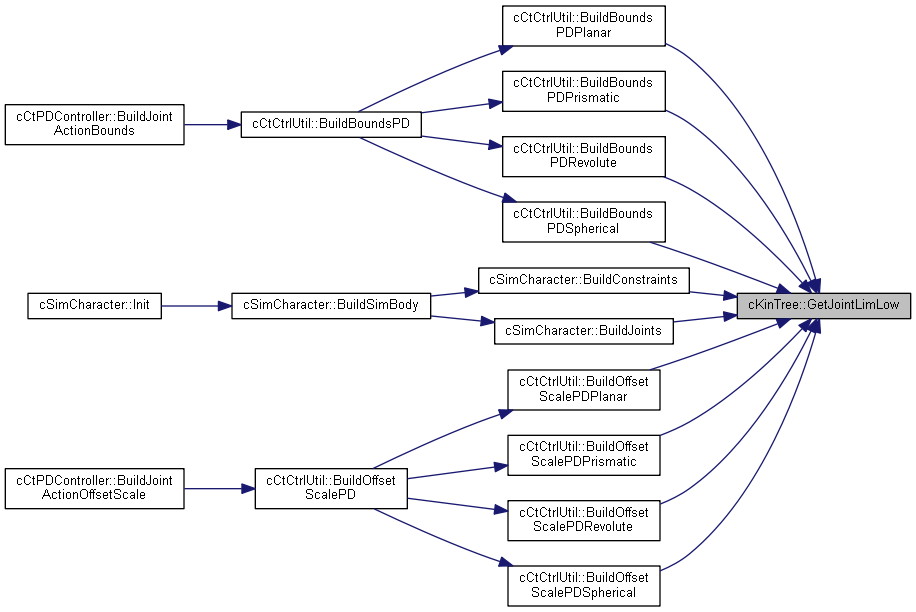 cCtPDController::BuildJoint
ActionBounds
cCtCtrlUtil::BuildBoundsPD
cCtCtrlUtil::BuildBounds
PDPlanar
cCtCtrlUtil::BuildBounds
PDPrismatic
cCtCtrlUtil::BuildBounds
PDRevolute
cCtCtrlUtil::BuildBounds
PDSpherical
cSimCharacter::Init
cSimCharacter::BuildSimBody
cSimCharacter::BuildConstraints
cSimCharacter::BuildJoints
cKinTree::GetJointLimLow
cCtPDController::BuildJoint
ActionOffsetScale
cCtCtrlUtil::BuildOffset
ScalePD
cCtCtrlUtil::BuildOffset
ScalePDPlanar
cCtCtrlUtil::BuildOffset
ScalePDPrismatic
cCtCtrlUtil::BuildOffset
ScalePDRevolute
cCtCtrlUtil::BuildOffset
ScalePDSpherical